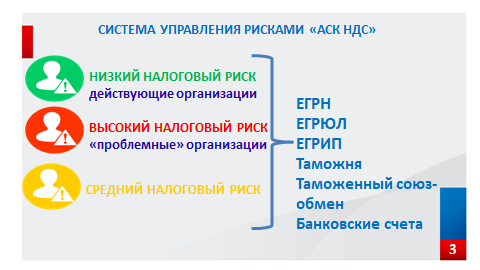 СИСТЕМА УПРАВЛЕНИЯ РИСКАМИ «АСК НДС»
НИЗКИЙ НАЛОГОВЫЙ РИСК
действующие организации
ВЫСОКИЙ НАЛОГОВЫЙ РИСК
«проблемные» организации
СРЕДНИЙ НАЛОГОВЫЙ РИСК
ЕГРН
ЕГРЮЛ
ЕГРИП
Таможня
Таможенный союз-
обмен
Банковские счета
3